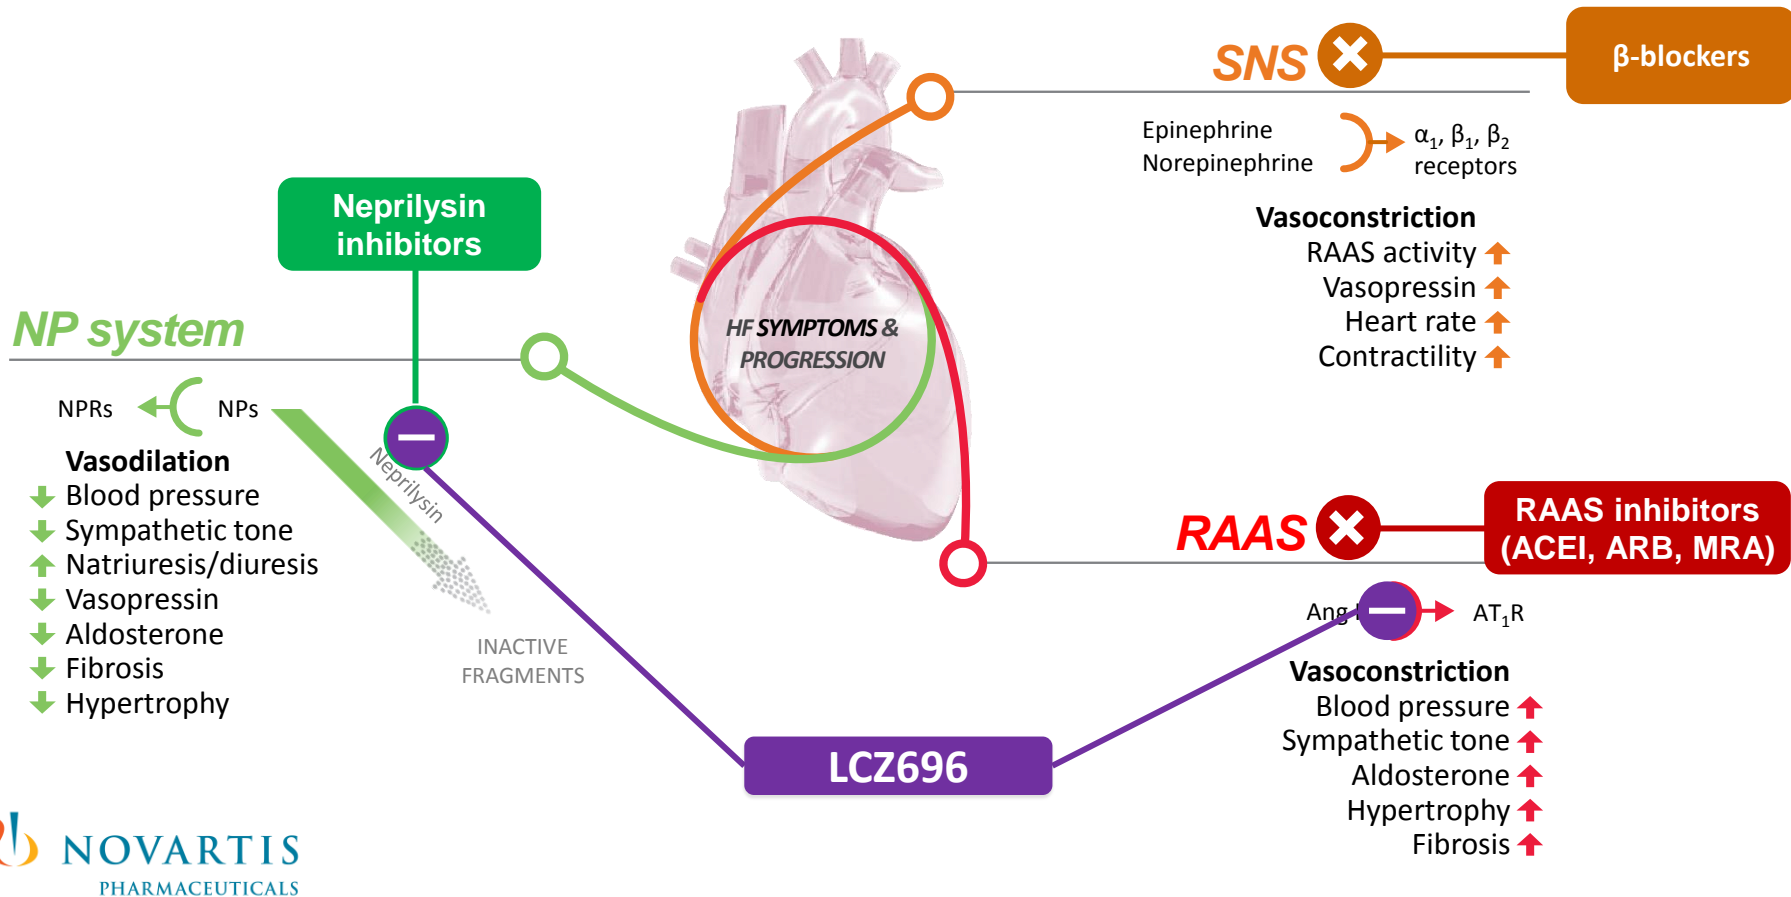 SNS
β-blockers
Epinephrine
Norepinephrine
α₁, β₁, β₂
receptors
Vasoconstriction
RAAS activity
Vasopressin
Heart rate
Contractility
Neprilysin
inhibitors
NP system
HF SYMPTOMS &
PROGRESSION
NPRs
NPs
Neprilysin
Vasodilation
Blood pressure
Sympathetic tone
Natriuresis/diuresis
Vasopressin
Aldosterone
Fibrosis
Hypertrophy
INACTIVE
FRAGMENTS
RAAS
RAAS inhibitors
(ACEI, ARB, MRA)
Ang
AT₁R
Vasoconstriction
Blood pressure
Sympathetic tone
Aldosterone
Hypertrophy
Fibrosis
LCZ696
NOVARTIS
PHARMACEUTICALS